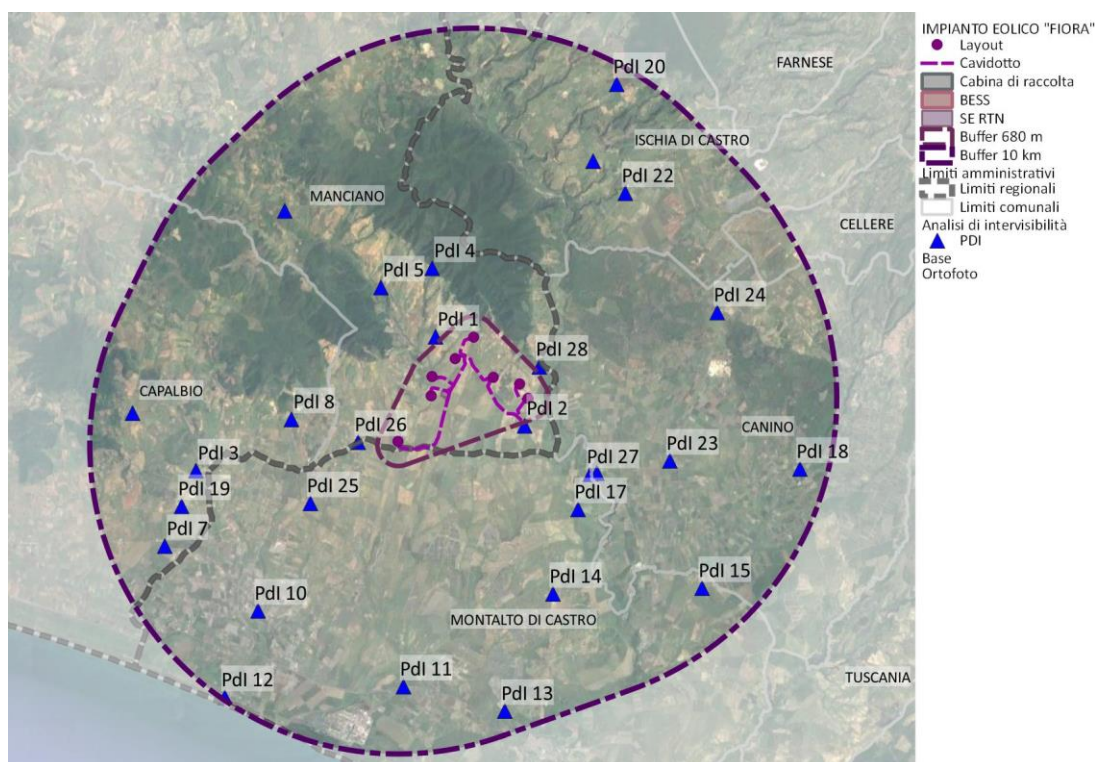 FARNESE
PdI 20
ISCHIA DI CASTRO
PdI 22
MANCIANO
CELLERE
PdI 4
PdI 5
PdI 24
PdI 1
PdI 28
CAPALBIO
PdI 8
PdI 26
PdI 2
CANINO
PdI 3
PdI 27
PdI 23
PdI 18
PdI 19
PdI 25
PdI 17
PdI 7
PdI 14
PdI 15
PdI 10
MONTALTO DI CASTRO
PdI 12
PdI 11
PdI 13
TUSCANIA
IMPIANTO EOLICO "FIORA"
Layout
Cavidotto
Cabina di raccolta
BESS
SE RTN
Buffer 680 m
Buffer 10 km
Limiti amministrativi
Limiti regionali
Limiti comunali
Analisi di intervisibilità
PDI
Base
Ortofoto